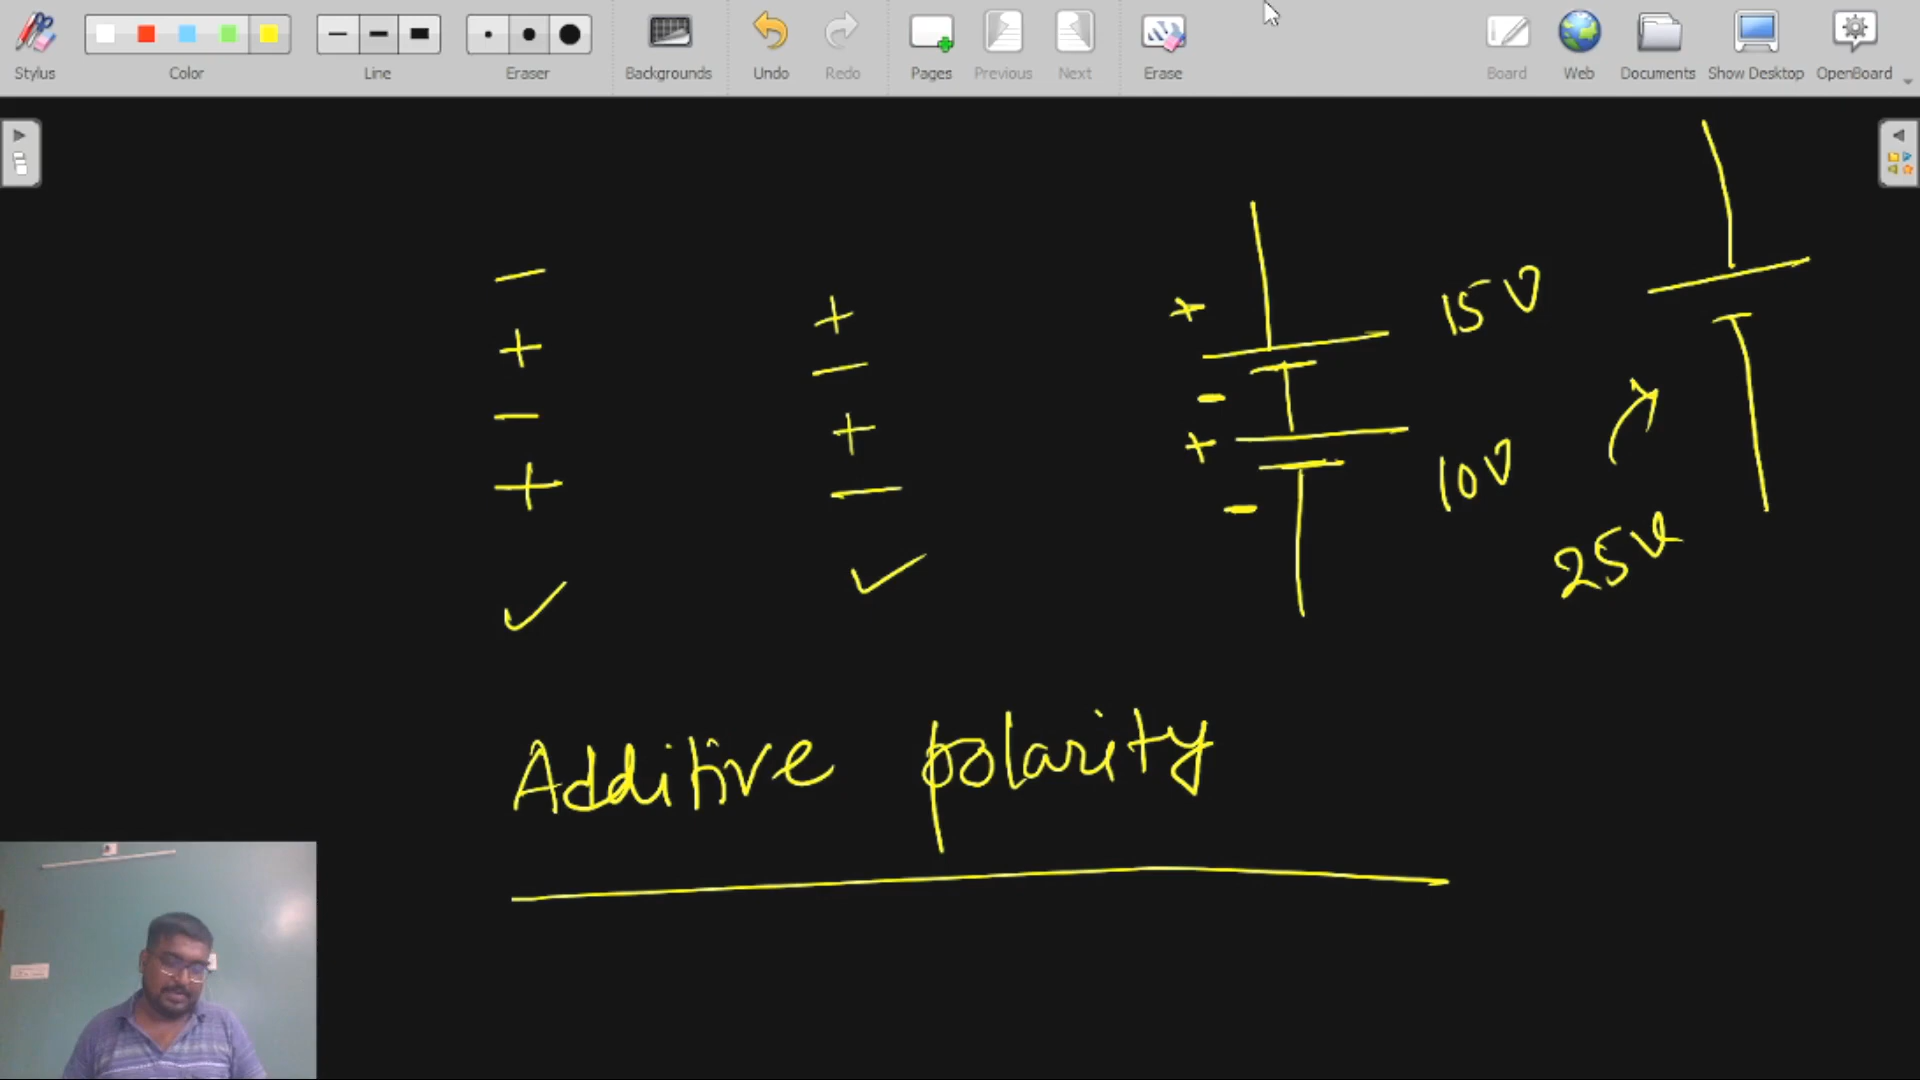 Stylus Color Line Eraser Backgrounds Undo Redo Pages Previous Next Erase Board Web Documents Show Desktop OpenBoard
− + + 15V
+ − −
− + + 10V
+ − −
25V
Additive polarity